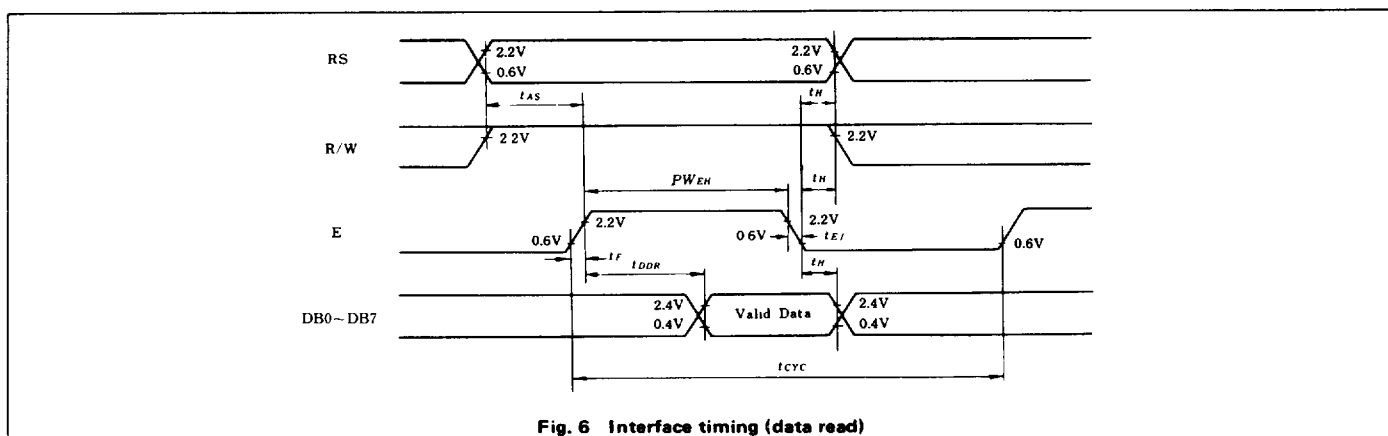 RS
2.2V
0.6V
2.2V
0.6V
tAS
tH
R/W
2 2V
2.2V
PWEH
tH
E
0.6V
2.2V
0 6V
2.2V
tEf
0.6V
tF
tDDR
tH
DB0~DB7
2.4V
0.4V
Valid Data
2.4V
0.4V
tCYC
Fig. 6 Interface timing (data read)